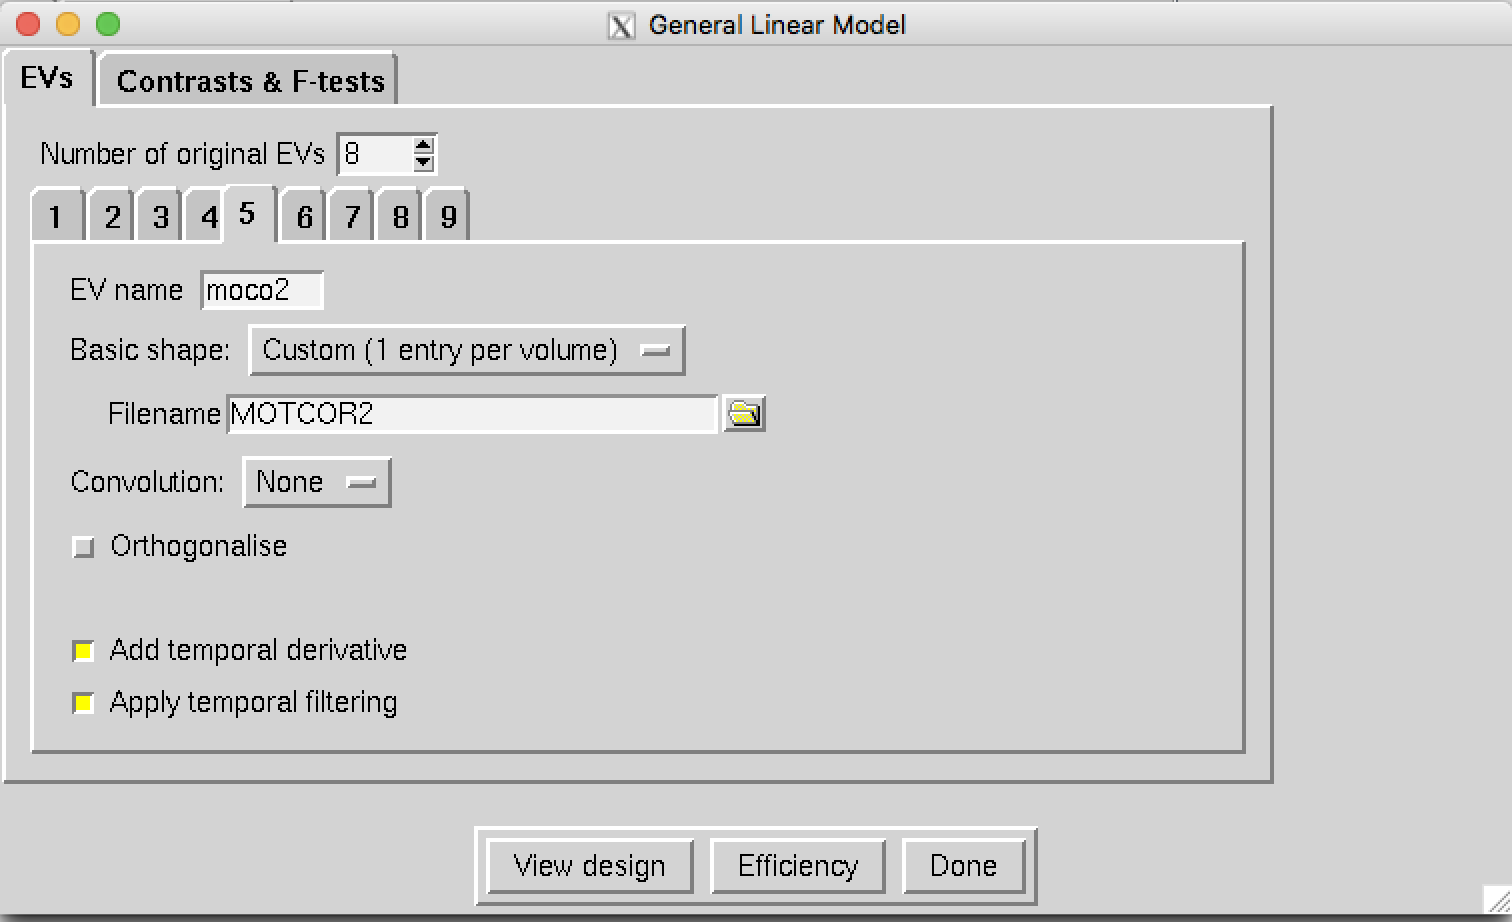 General Linear Model
EVs Contrasts & F-tests
Number of original EVs 8
1 2 3 4 5 6 7 8 9
EV name moco2
Basic shape: Custom (1 entry per volume)
Filename MOTCOR2
Convolution: None
Orthogonalise
Add temporal derivative
Apply temporal filtering
View design Efficiency Done